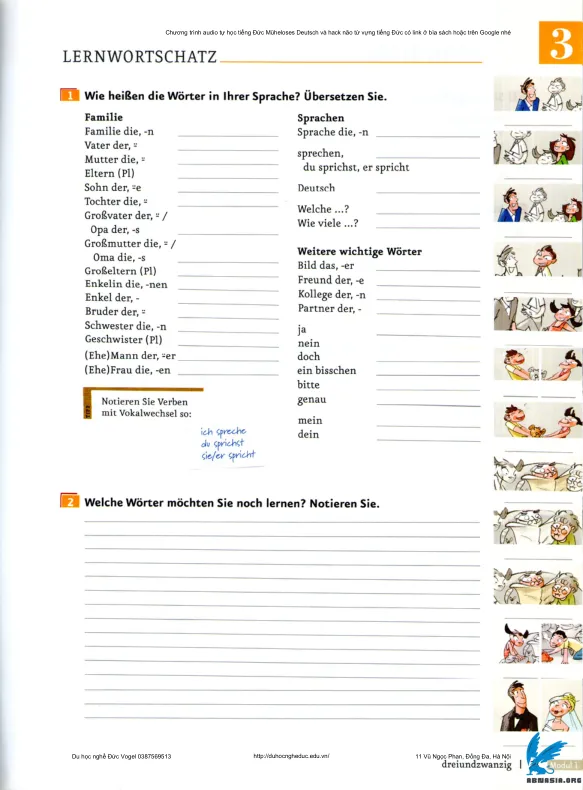 Chương trình audio tự học tiếng Đức Müheloses Deutsch và hack não từ vựng tiếng Đức có link ở bìa sách hoặc trên Google nhé
3
LERNWORTSCHATZ
1 Wie heißen die Wörter in Ihrer Sprache? Übersetzen Sie.
Familie
Familie die, -n
Vater der, ⸚
Mutter die, ⸚
Eltern (Pl)
Sohn der, ⸚e
Tochter die, ⸚
Großvater der, ⸚ /
Opa der, -s
Großmutter die, ⸚ /
Oma die, -s
Großeltern (Pl)
Enkelin die, -nen
Enkel der, -
Bruder der, ⸚
Schwester die, -n
Geschwister (Pl)
(Ehe)Mann der, ⸚er
(Ehe)Frau die, -en
TIPP
Notieren Sie Verben
mit Vokalwechsel so:
ich spreche
du sprichst
sie/er spricht
Sprachen
Sprache die, -n
sprechen,
du sprichst, er spricht
Deutsch
Welche ...?
Wie viele ...?
Weitere wichtige Wörter
Bild das, -er
Freund der, -e
Kollege der, -n
Partner der, -
ja
nein
doch
ein bisschen
bitte
genau
mein
dein
2 Welche Wörter möchten Sie noch lernen? Notieren Sie.
Du học nghề Đức Vogel 0387569513
http://duhocngheduc.edu.vn/
11 Vũ Ngọc Phan, Đống Đa, Hà Nội
dreiundzwanzig | Modul 1
ABNASIA.ORG